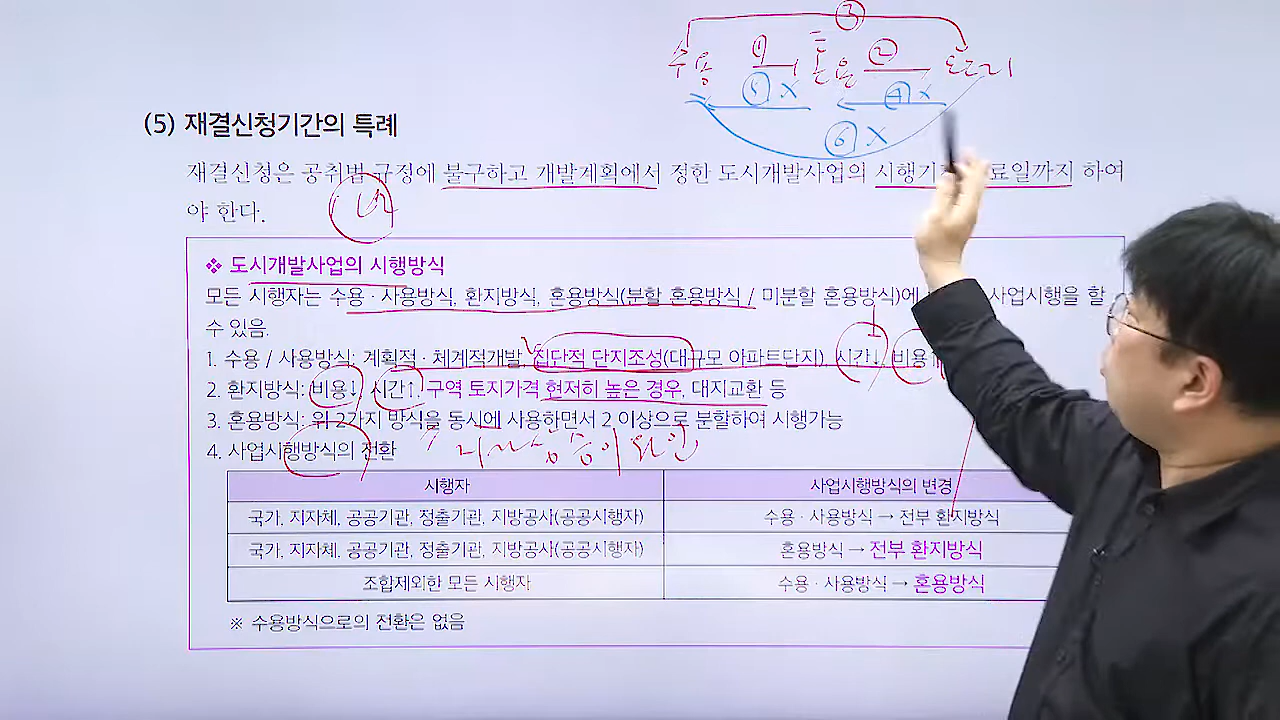 ③
수용 ① 혼용 ② 환지
⑤ X ④ X
⑥ X
(5) 재결신청기간의 특례
재결신청은 공취법 규정에 불구하고 개발계획에서 정한 도시개발사업의 시행기 료일까지 하여
야 한다.
❖ 도시개발사업의 시행방식
모든 시행자는 수용·사용방식, 환지방식, 혼용방식(분할 혼용방식 / 미분할 혼용방식)에 사업시행을 할
수 있음.
1. 수용 / 사용방식: 계획적·체계적개발, 집단적 단지조성(대규모 아파트단지), 시간↓, 비용↑
2. 환지방식: 비용↓, 시간↑, 구역 토지가격 현저히 높은 경우, 대지교환 등
3. 혼용방식: 위 2가지 방식을 동시에 사용하면서 2 이상으로 분할하여 시행가능
4. 사업시행방식의 전환
지가상승이 원인
시행자 사업시행방식의 변경
국가, 지자체, 공공기관, 정출기관, 지방공사(공공시행자) 수용·사용방식 → 전부 환지방식
국가, 지자체, 공공기관, 정출기관, 지방공사(공공시행자) 혼용방식 → 전부 환지방식
조합제외한 모든 시행자 수용·사용방식 → 혼용방식
※ 수용방식으로의 전환은 없음